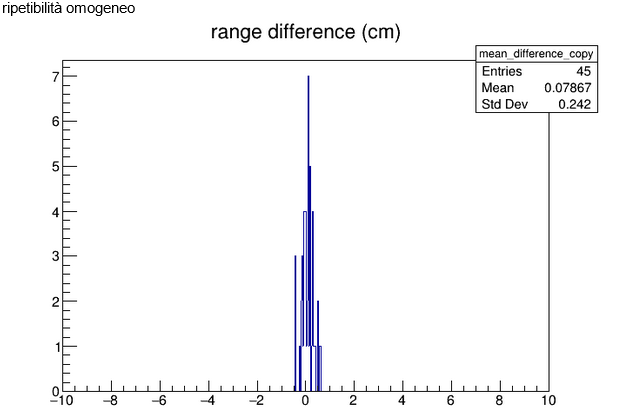 ripetibilità omogeneo
range difference (cm)
mean_difference_copy
Entries 45
Mean 0.07867
Std Dev 0.242
7
6
5
4
3
2
1
0
−10 −8 −6 −4 −2 0 2 4 6 8 10